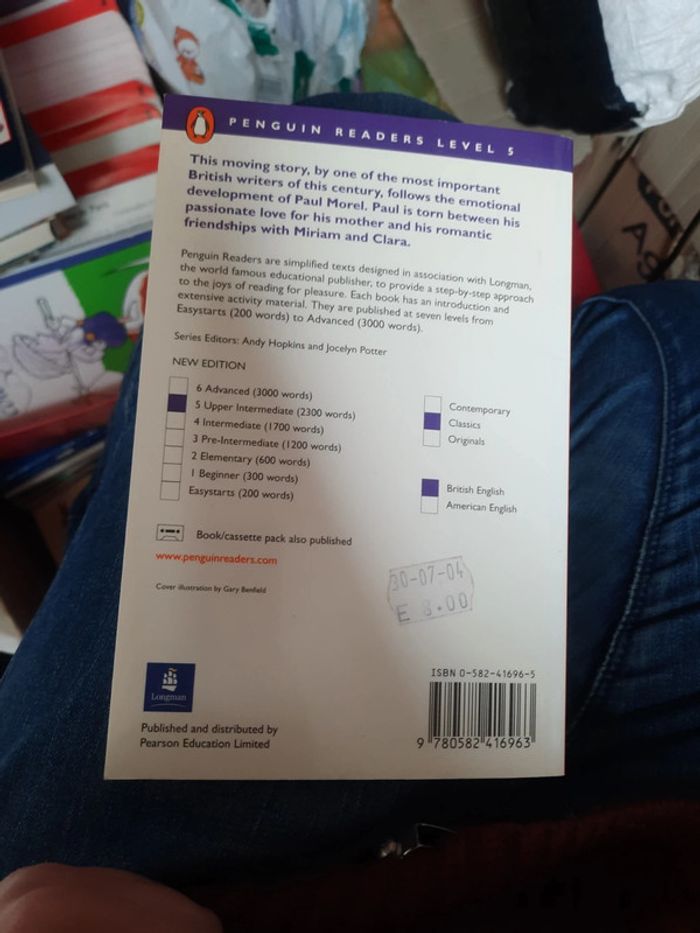 PENGUIN READERS LEVEL 5
This moving story, by one of the most important
British writers of this century, follows the emotional
development of Paul Morel. Paul is torn between his
passionate love for his mother and his romantic
friendships with Miriam and Clara.
Penguin Readers are simplified texts designed in association with Longman,
the world famous educational publisher, to provide a step-by-step approach
to the joys of reading for pleasure. Each book has an introduction and
extensive activity material. They are published at seven levels from
Easystarts (200 words) to Advanced (3000 words).
Series Editors: Andy Hopkins and Jocelyn Potter
NEW EDITION
6 Advanced (3000 words)
5 Upper Intermediate (2300 words)
4 Intermediate (1700 words)
3 Pre-Intermediate (1200 words)
2 Elementary (600 words)
1 Beginner (300 words)
Easystarts (200 words)
Contemporary
Classics
Originals
British English
American English
Book/cassette pack also published
www.penguinreaders.com
Cover illustration by Gary Benfield
30-07-04
E 8.00
Longman
Published and distributed by
Pearson Education Limited
ISBN 0-582-41696-5
9 780582 416963